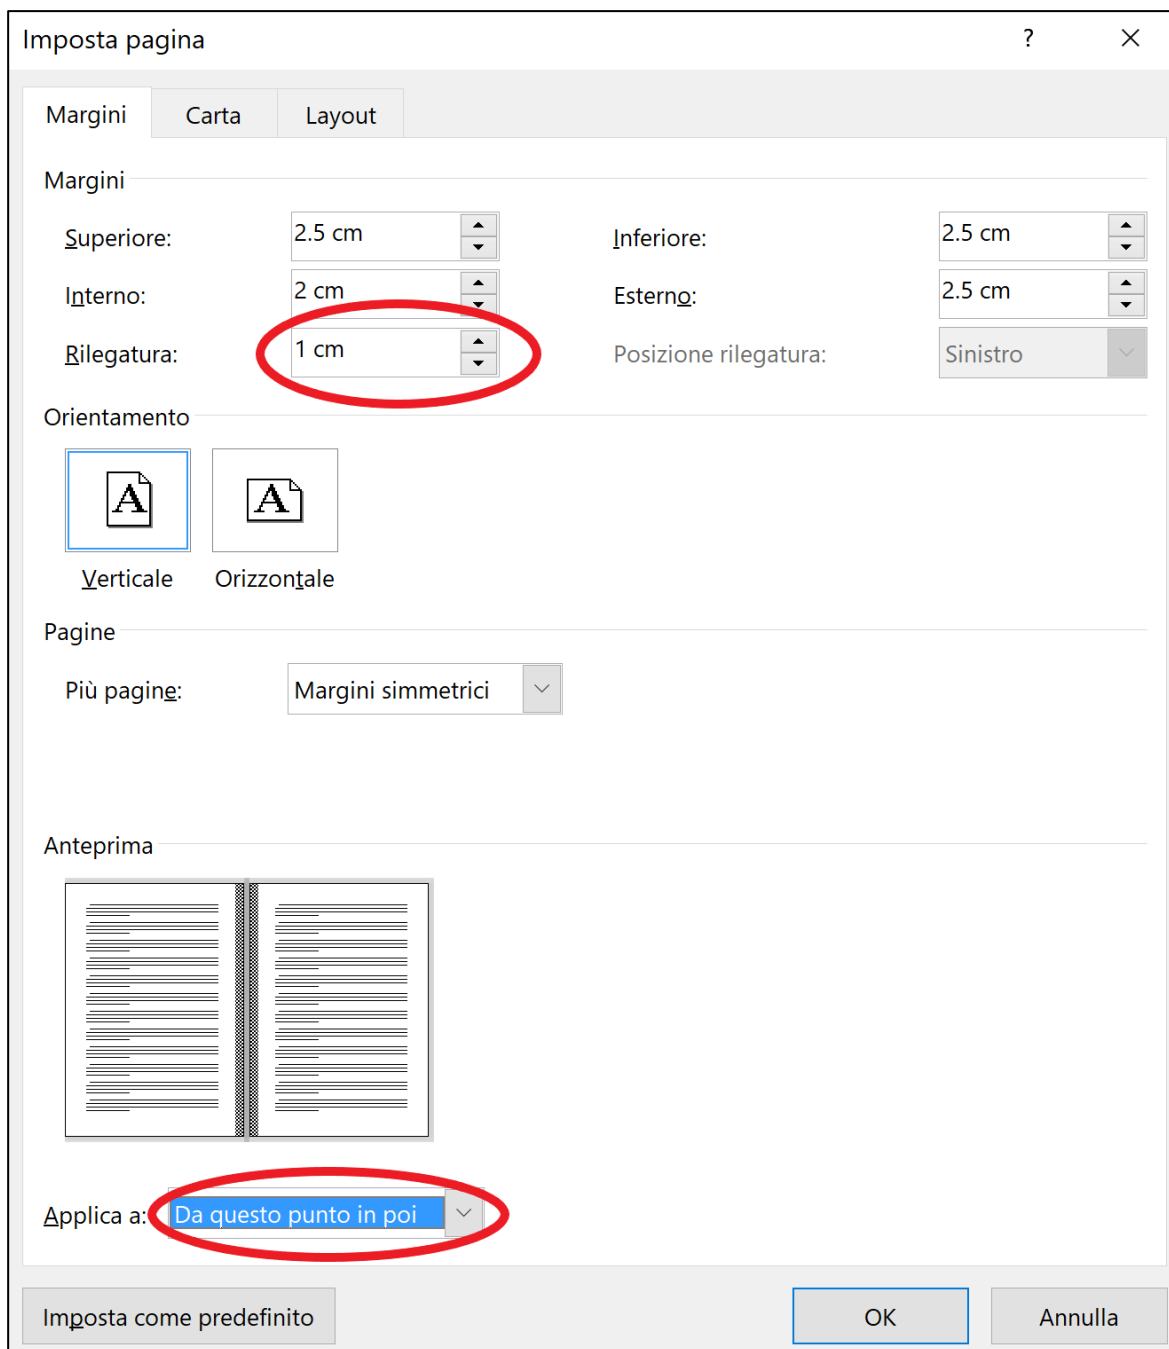 Imposta pagina ?
Margini Carta Layout
Margini
Superiore: 2.5 cm Inferiore: 2.5 cm
Interno: 2 cm Esterno: 2.5 cm
Rilegatura: 1 cm Posizione rilegatura: Sinistro
Orientamento
A A
Verticale Orizzontale
Pagine
Più pagine: Margini simmetrici
Anteprima
Applica a: Da questo punto in poi
Imposta come predefinito OK Annulla